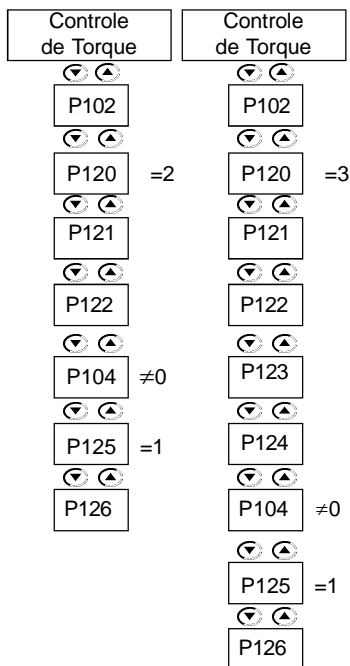 Controle
de Torque
P102
P120 =2
P121
P122
P104 ≠0
P125 =1
P126
Controle
de Torque
P102
P120 =3
P121
P122
P123
P124
P104 ≠0
P125 =1
P126